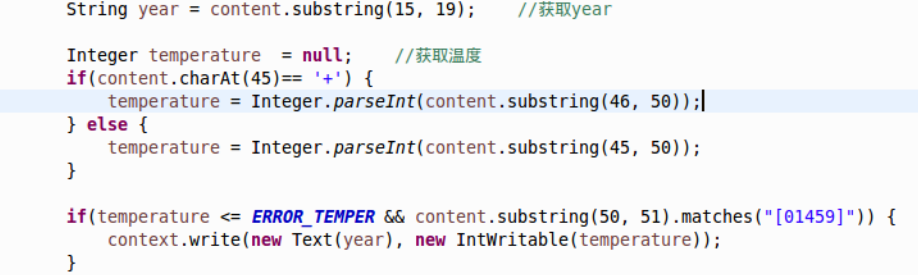 String year = content.substring(15, 19);    //获取year
Integer temperature  = null;    //获取温度
if(content.charAt(45)== '+') {
    temperature = Integer.parseInt(content.substring(46, 50));
} else {
    temperature = Integer.parseInt(content.substring(45, 50));
}
if(temperature <= ERROR_TEMPER && content.substring(50, 51).matches("[01459]")) {
    context.write(new Text(year), new IntWritable(temperature));
}